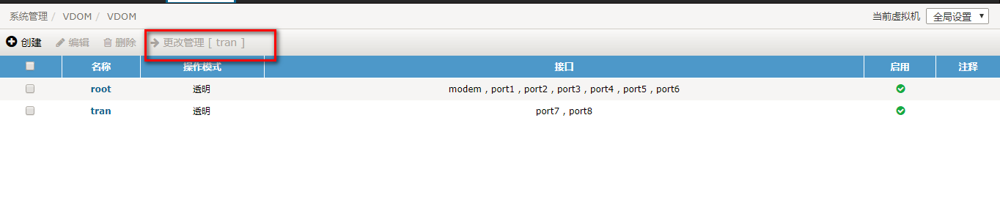 系统管理 / VDOM / VDOM 当前虚拟机 全局设置
创建 编辑 删除 更改管理 [ tran ]
名称 操作模式 接口 启用 注释
root 透明 modem , port1 , port2 , port3 , port4 , port5 , port6
tran 透明 port7 , port8